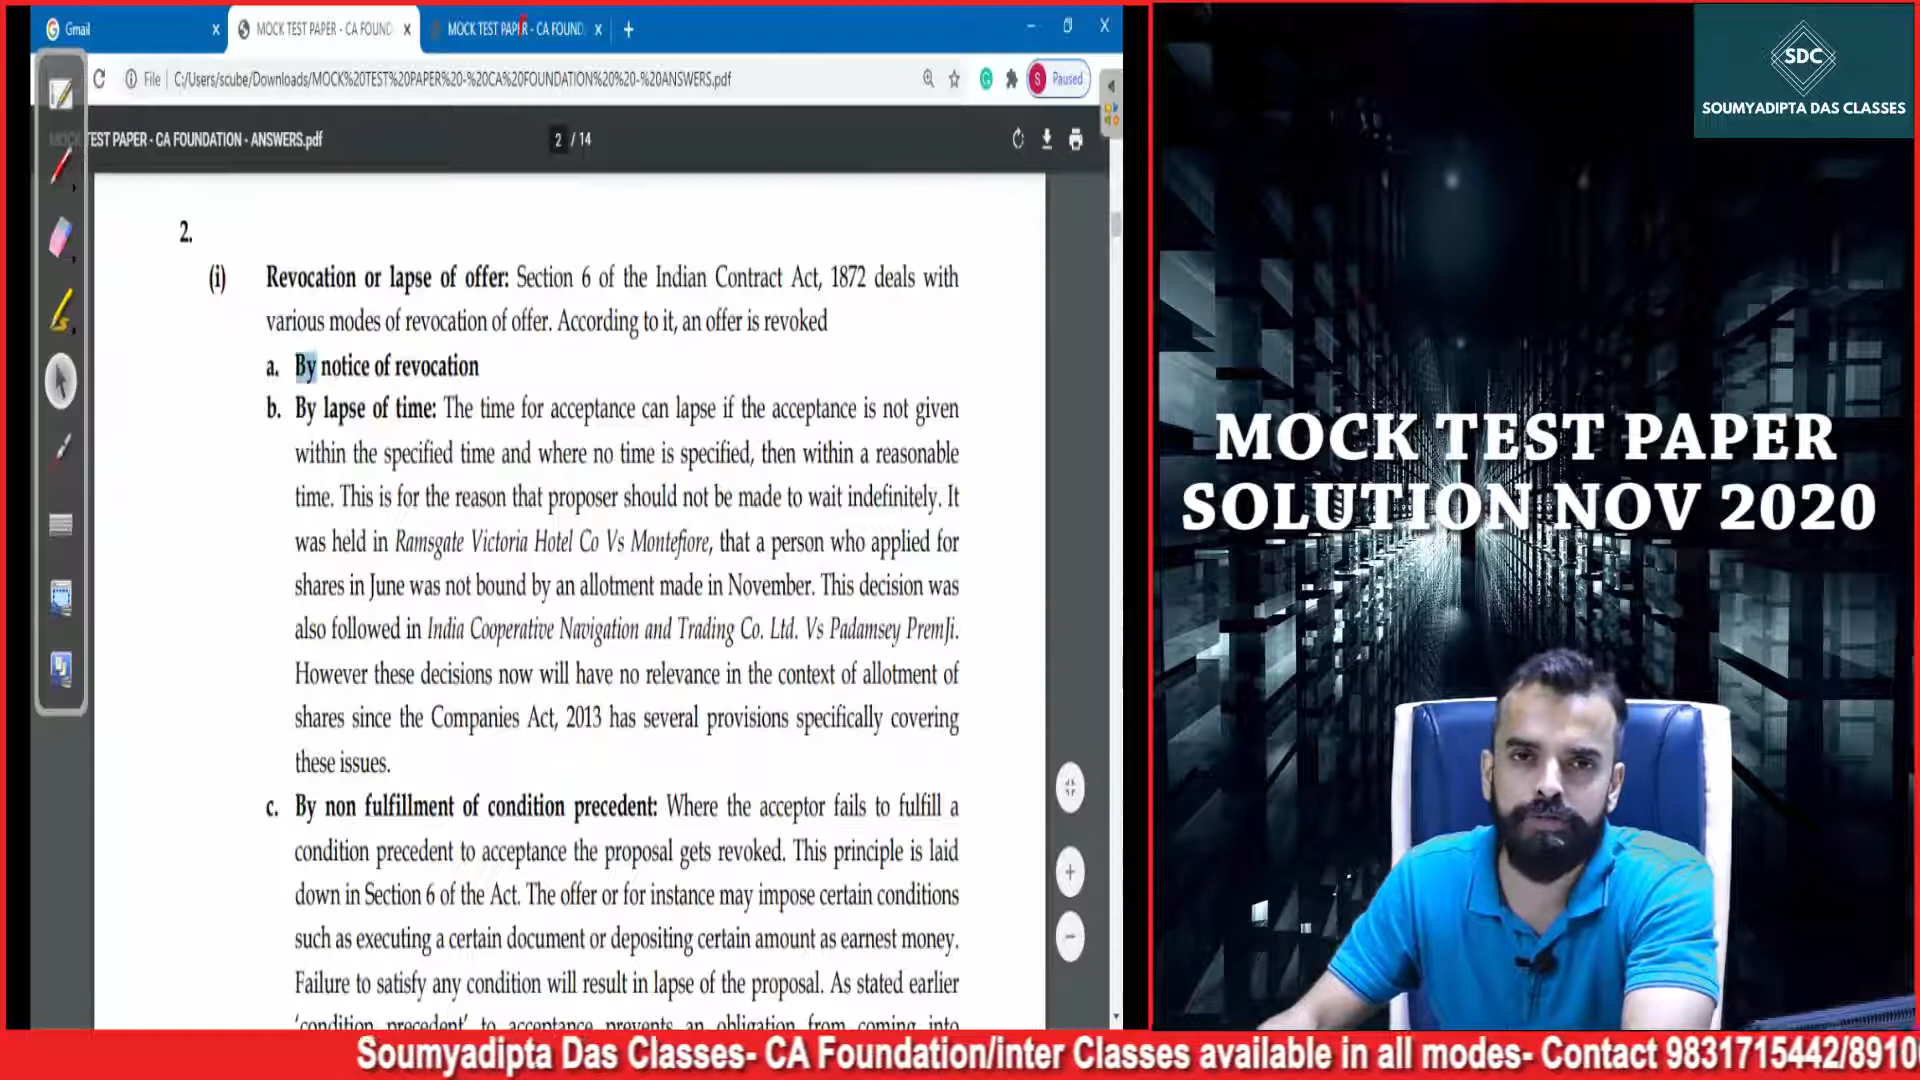 Gmail
MOCK TEST PAPER - CA FOUND
MOCK TEST PAPER - CA FOUND
File
C:/Users/scube/Downloads/MOCK%20TEST%20PAPER%20-%20CA%20FOUNDATION%20%20-%20ANSWERS.pdf
S
Paused
MOCK TEST PAPER - CA FOUNDATION - ANSWERS.pdf
2 / 14
2.
(i) Revocation or lapse of offer: Section 6 of the Indian Contract Act, 1872 deals with
various modes of revocation of offer. According to it, an offer is revoked
a. By notice of revocation
b. By lapse of time: The time for acceptance can lapse if the acceptance is not given
within the specified time and where no time is specified, then within a reasonable
time. This is for the reason that proposer should not be made to wait indefinitely. It
was held in Ramsgate Victoria Hotel Co Vs Montefiore, that a person who applied for
shares in June was not bound by an allotment made in November. This decision was
also followed in India Cooperative Navigation and Trading Co. Ltd. Vs Padamsey PremJi.
However these decisions now will have no relevance in the context of allotment of
shares since the Companies Act, 2013 has several provisions specifically covering
these issues.
c. By non fulfillment of condition precedent: Where the acceptor fails to fulfill a
condition precedent to acceptance the proposal gets revoked. This principle is laid
down in Section 6 of the Act. The offer or for instance may impose certain conditions
such as executing a certain document or depositing certain amount as earnest money.
Failure to satisfy any condition will result in lapse of the proposal. As stated earlier
'condition precedent' to acceptance prevents an obligation from coming into
SDC
SOUMYADIPTA DAS CLASSES
MOCK TEST PAPER
SOLUTION NOV 2020
Soumyadipta Das Classes- CA Foundation/inter Classes available in all modes- Contact 9831715442/8910